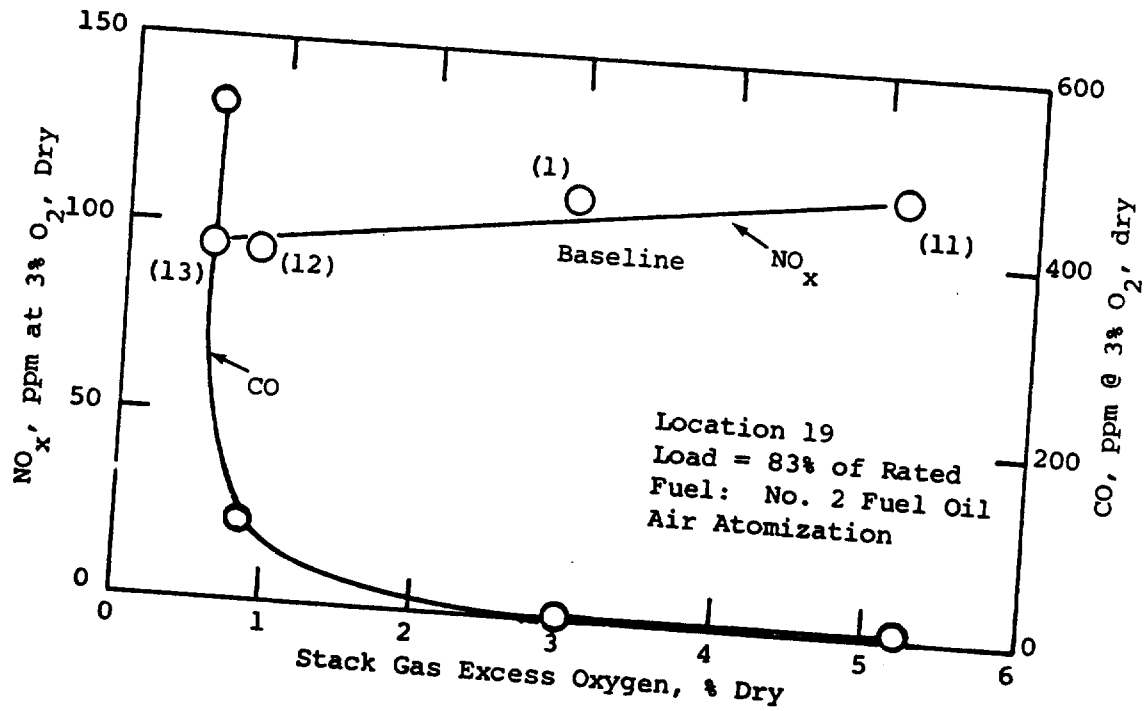 150
100
50
0
NOx, ppm at 3% O2, Dry
600
400
200
0
CO, ppm @ 3% O2, dry
(1)
(11)
(12)
(13)
Baseline
NOx
CO
Location 19
Load = 83% of Rated
Fuel: No. 2 Fuel Oil
Air Atomization
0 1 2 3 4 5 6
Stack Gas Excess Oxygen, % Dry